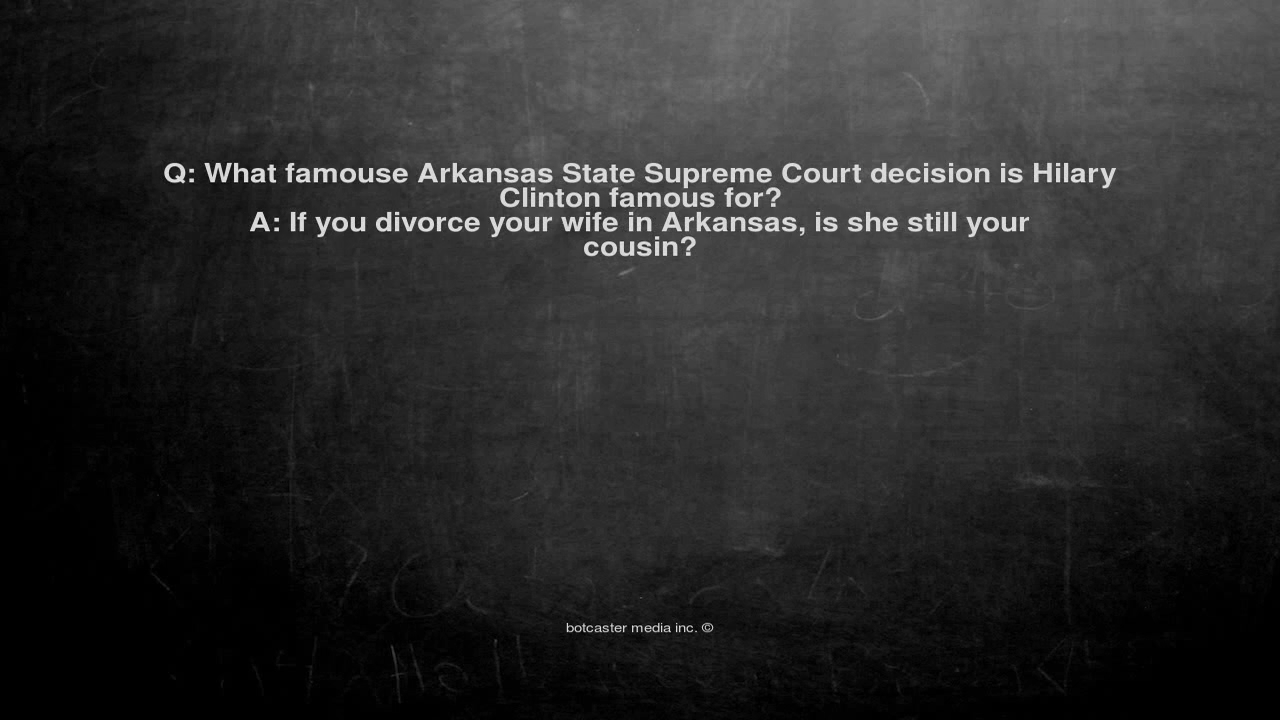 Q: What famouse Arkansas State Supreme Court decision is Hilary
Clinton famous for?
A: If you divorce your wife in Arkansas, is she still your
cousin?
botcaster media inc. ©